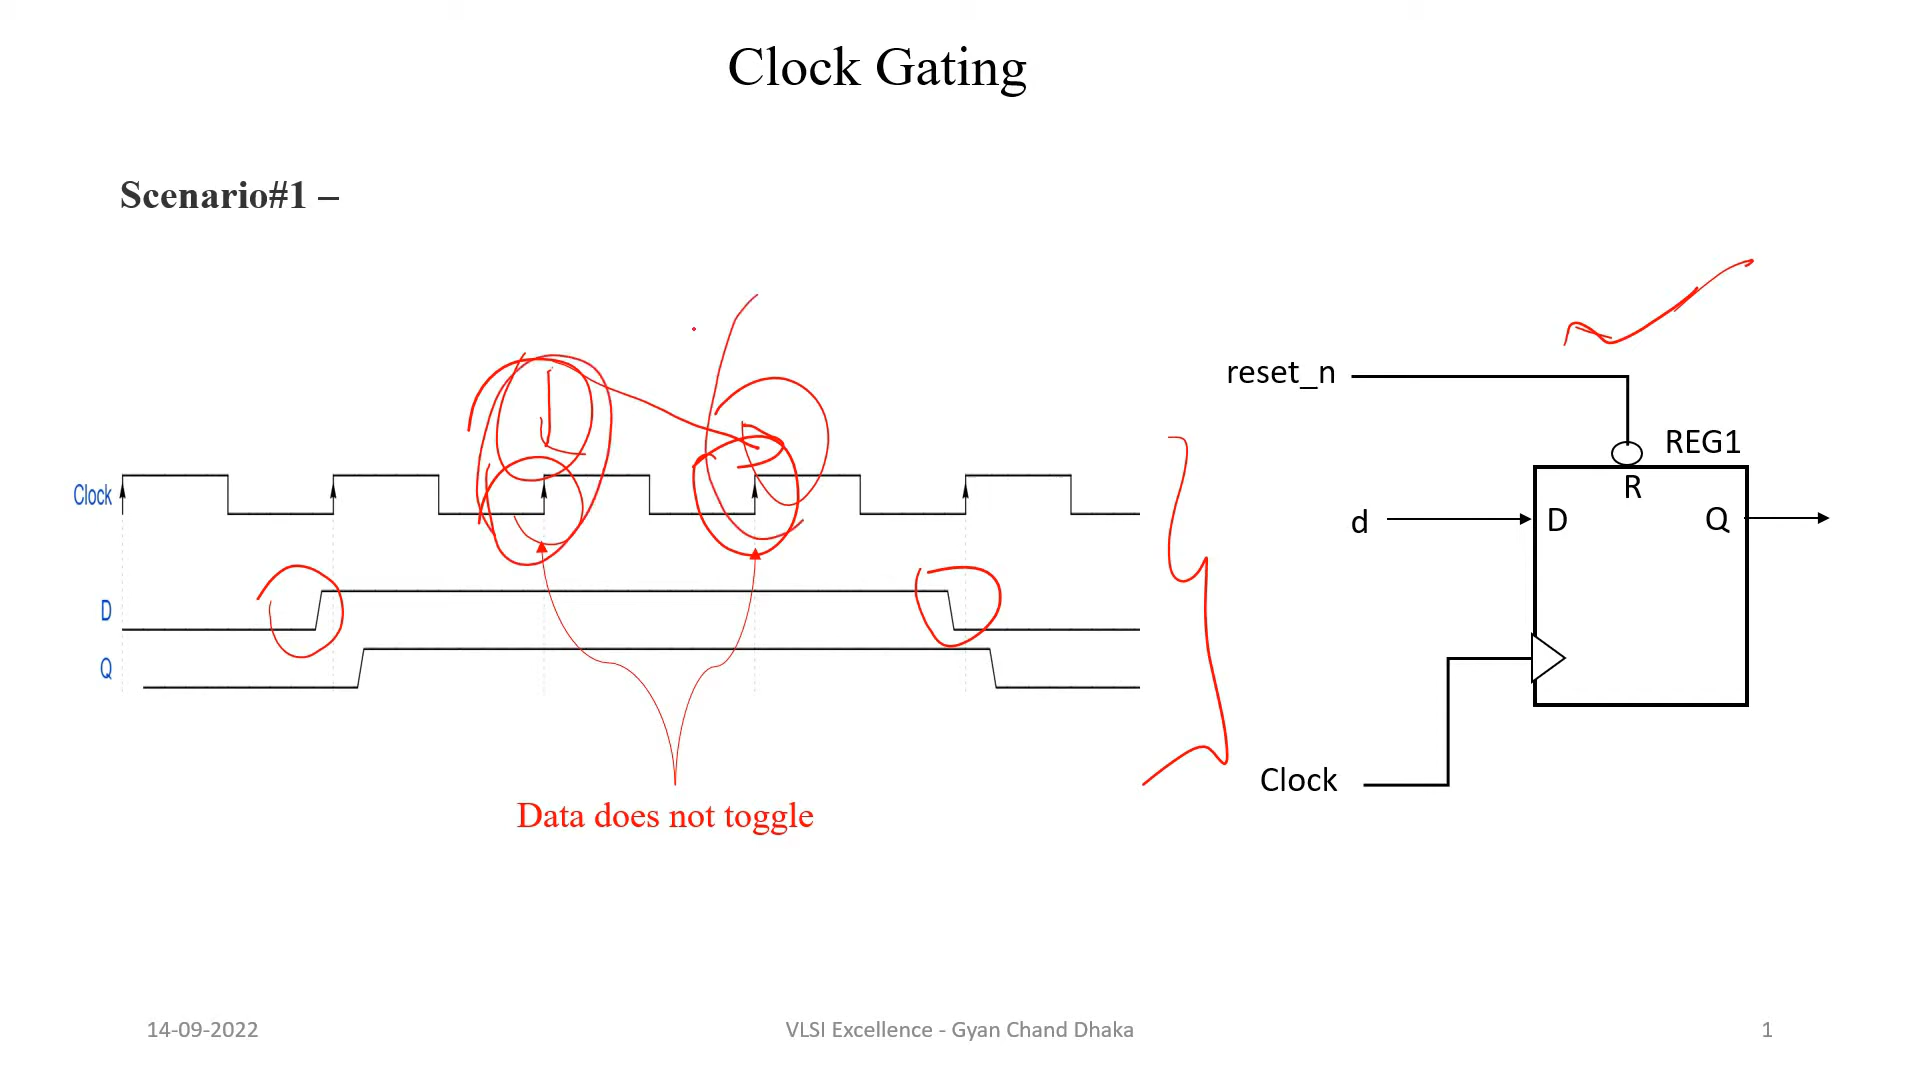 Clock Gating
Scenario#1 –
reset_n
REG1
R
Clock
d
D
Q
D
Q
Clock
Data does not toggle
14-09-2022
VLSI Excellence - Gyan Chand Dhaka
1